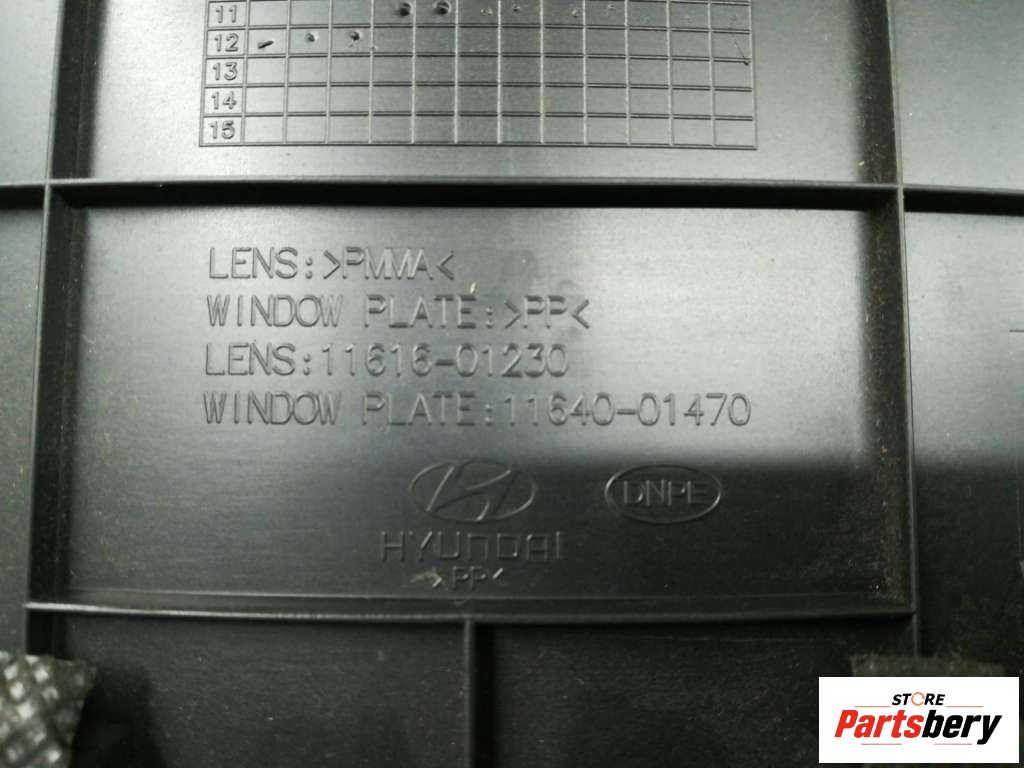 11
12
13
14
15
LENS:>PMMA<
WINDOW PLATE:>PP<
LENS:11616-01230
WINDOW PLATE:11640-01470
DNPE
HYUNDAI
>PP<
STORE
Partsbery